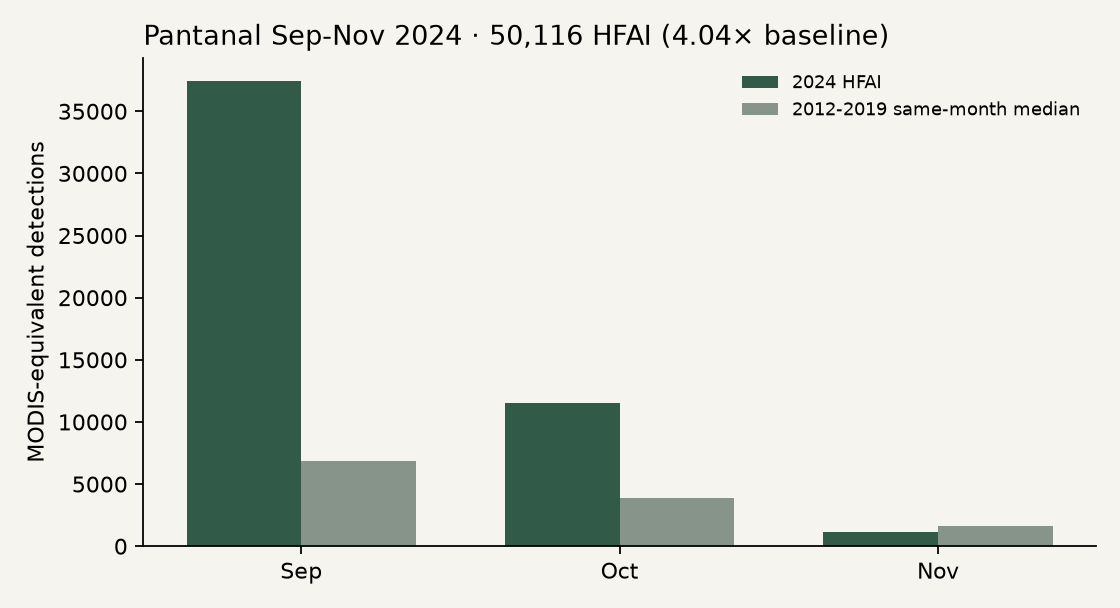 Pantanal Sep-Nov 2024 · 50,116 HFAI (4.04× baseline)
2024 HFAI
2012-2019 same-month median
MODIS-equivalent detections
35000
30000
25000
20000
15000
10000
5000
0
Sep
Oct
Nov